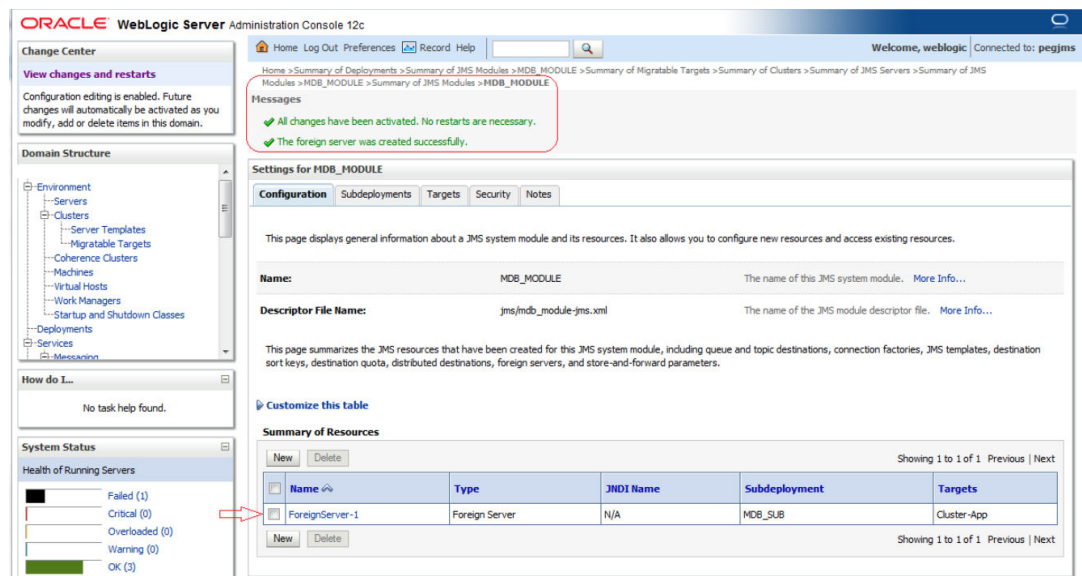 ORACLE WebLogic Server Administration Console 12c
Change Center
View changes and restarts
Configuration editing is enabled. Future
changes will automatically be activated as you
modify, add or delete items in this domain.
Domain Structure
Environment
Servers
Clusters
Server Templates
Migratable Targets
Coherence Clusters
Machines
Virtual Hosts
Work Managers
Startup and Shutdown Classes
Deployments
Services
Messaging
How do I...
No task help found.
System Status
Health of Running Servers
Failed (1)
Critical (0)
Overloaded (0)
Warning (0)
OK (3)
Home Log Out Preferences Record Help
Welcome, weblogic Connected to: pegjms
Home >Summary of Deployments >Summary of JMS Modules >MDB_MODULE >Summary of Migratable Targets >Summary of Clusters >Summary of JMS Servers >Summary of JMS
Modules >MDB_MODULE >Summary of JMS Modules >MDB_MODULE
Messages
All changes have been activated. No restarts are necessary.
The foreign server was created successfully.
Settings for MDB_MODULE
Configuration Subdeployments Targets Security Notes
This page displays general information about a JMS system module and its resources. It also allows you to configure new resources and access existing resources.
Name: MDB_MODULE The name of this JMS system module. More Info...
Descriptor File Name: jms/mdb_module-jms.xml The name of the JMS module descriptor file. More Info...
This page summarizes the JMS resources that have been created for this JMS system module, including queue and topic destinations, connection factories, JMS templates, destination
sort keys, destination quota, distributed destinations, foreign servers, and store-and-forward parameters.
Customize this table
Summary of Resources
New Delete Showing 1 to 1 of 1 Previous | Next
Name Type JNDI Name Subdeployment Targets
ForeignServer-1 Foreign Server N/A MDB_SUB Cluster-App
New Delete Showing 1 to 1 of 1 Previous | Next